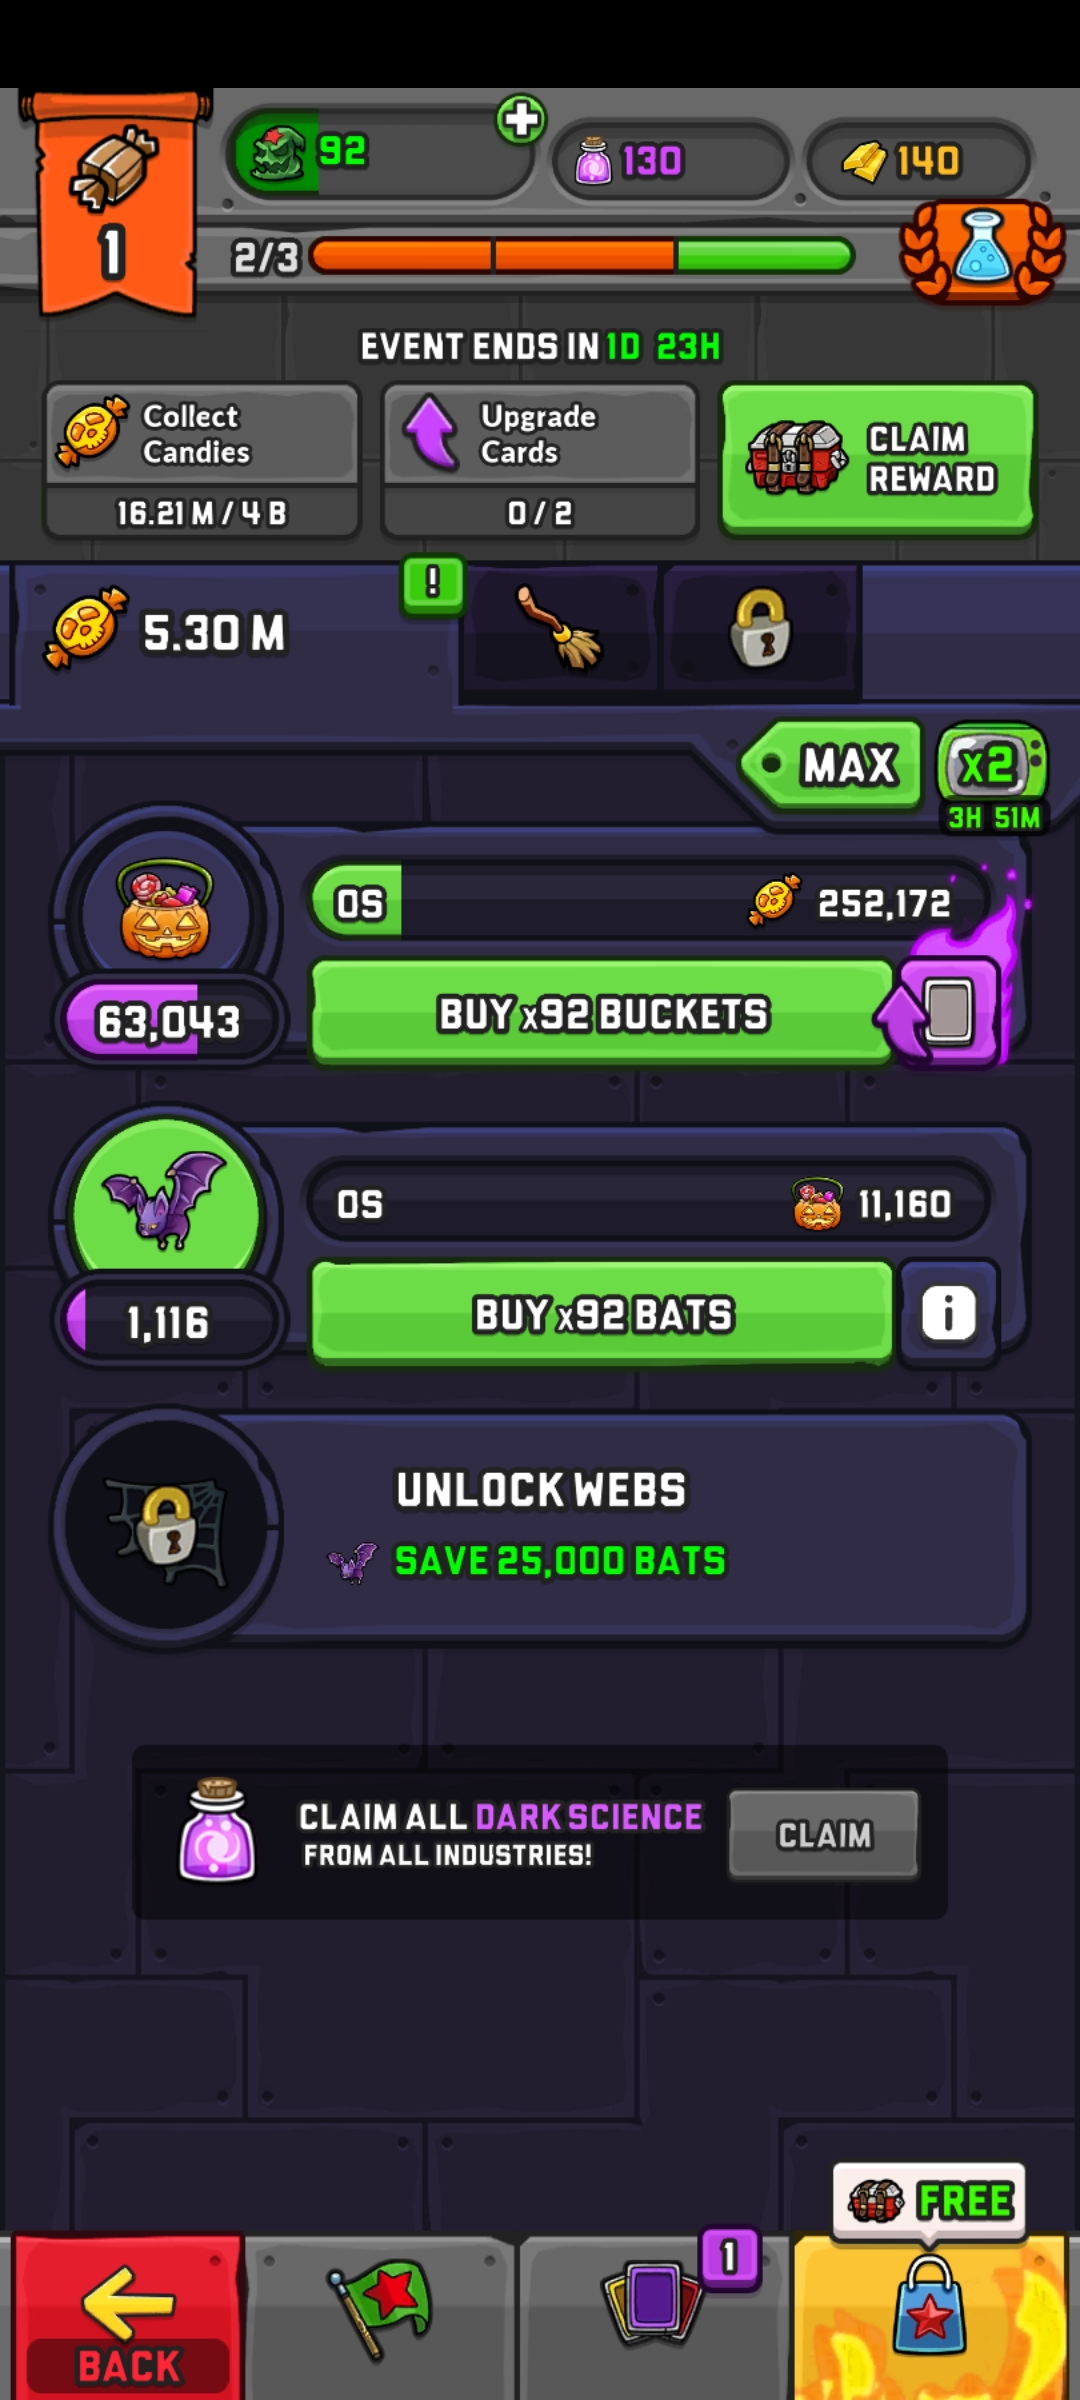 92
130
140
1
2/3
EVENT ENDS IN 1D 23H
Collect
Candies
16.21 M / 4 B
Upgrade
Cards
0 / 2
CLAIM
REWARD
5.30 M
!
MAX
x2
3H 51M
0S
252,172
63,043
BUY x92 BUCKETS
0S
11,160
1,116
BUY x92 BATS
i
UNLOCK WEBS
SAVE 25,000 BATS
CLAIM ALL DARK SCIENCE
FROM ALL INDUSTRIES!
CLAIM
FREE
1
BACK